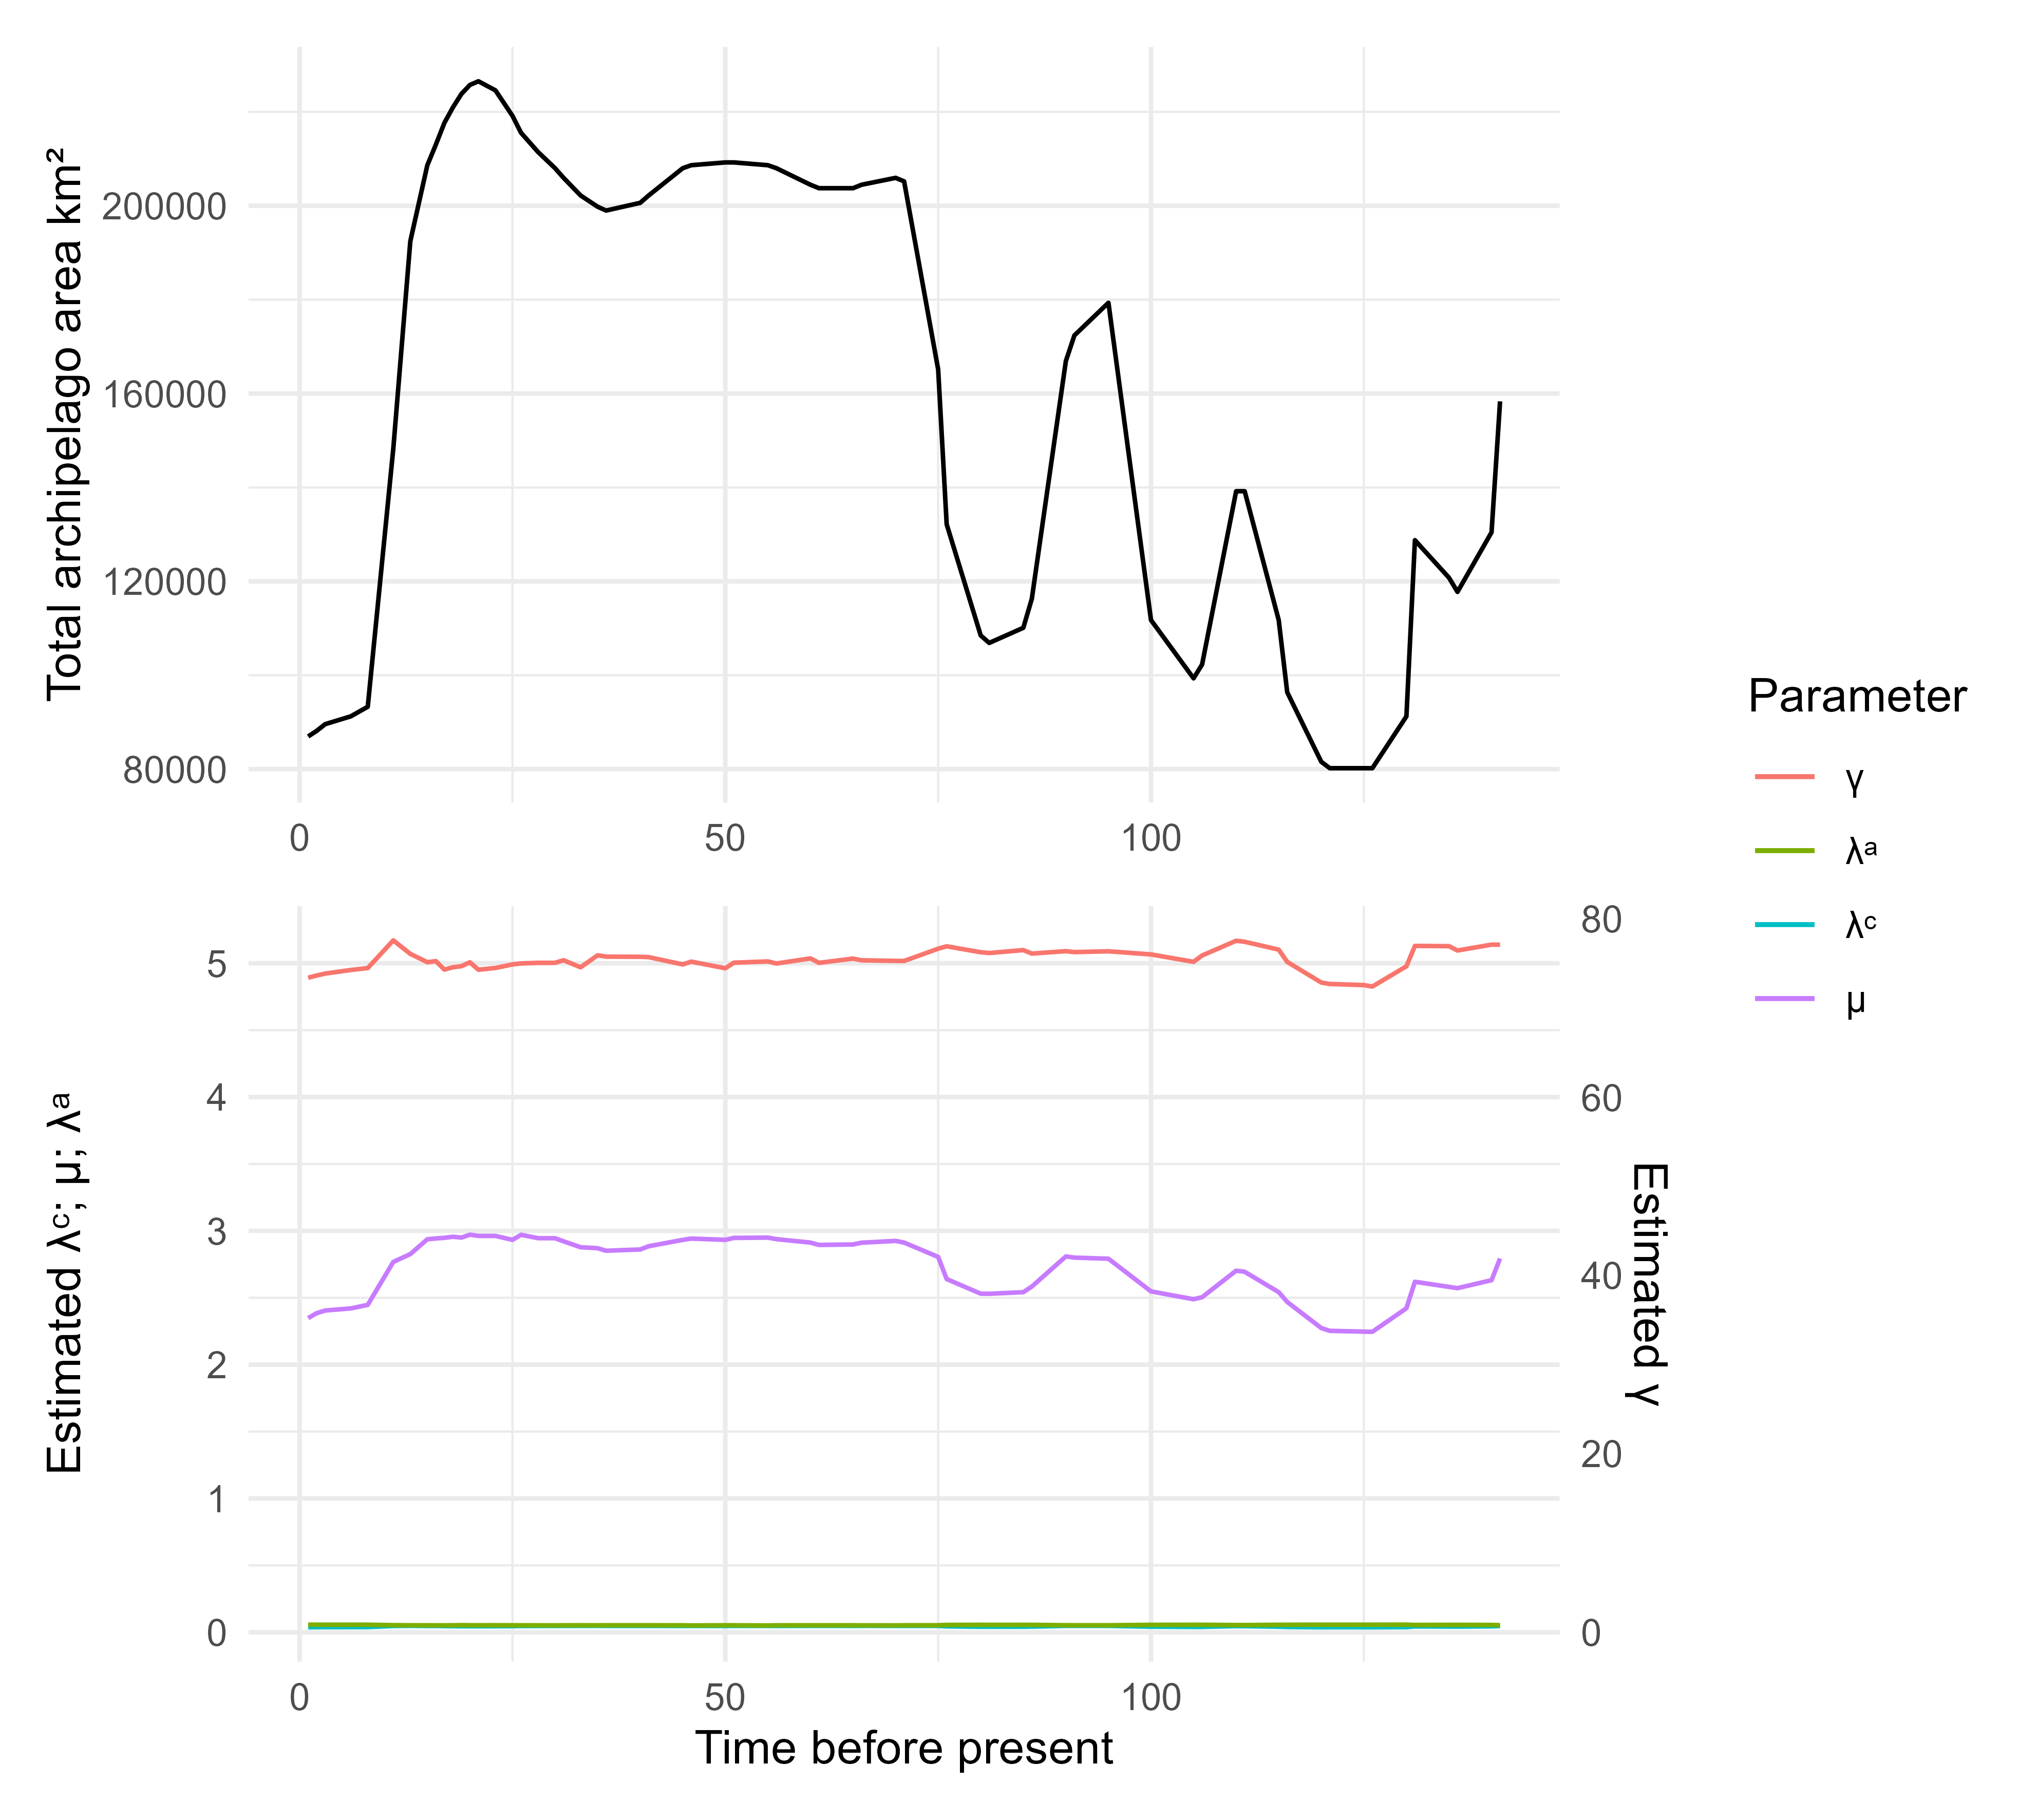 Total archipelago area km²
200000
160000
120000
80000
0 50 100
Estimated λᶜ; μ; λᵃ
5
4
3
2
1
0
80
60
40
20
0
Estimated γ
0 50 100
Time before present
Parameter
γ
λᵃ
λᶜ
μ